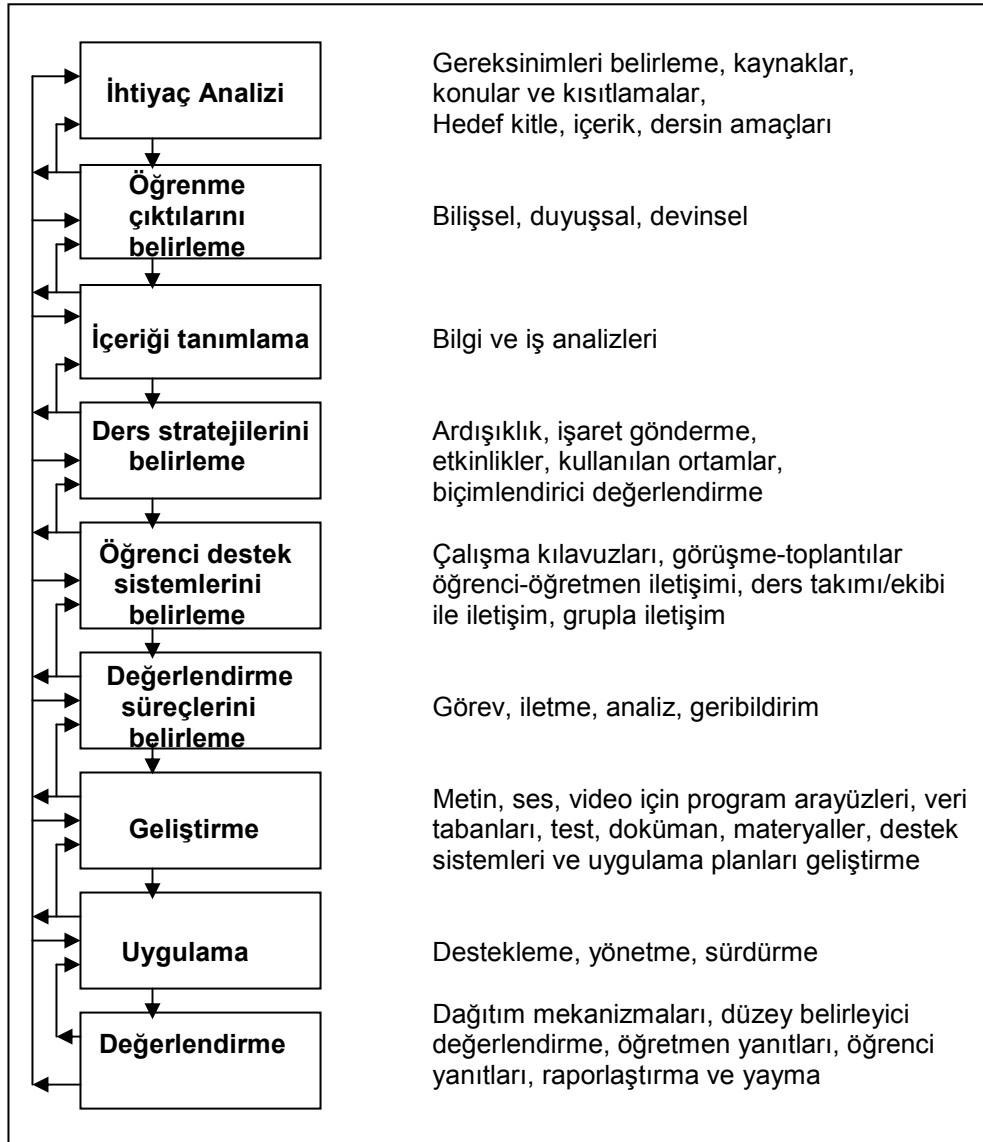 İhtiyaç Analizi
Gereksinimleri belirleme, kaynaklar,
konular ve kısıtlamalar,
Hedef kitle, içerik, dersin amaçları
Öğrenme
çıktılarını
belirleme
Bilişsel, duyuşsal, devinsel
İçeriği tanımlama
Bilgi ve iş analizleri
Ders stratejilerini
belirleme
Ardışıklık, işaret gönderme,
etkinlikler, kullanılan ortamlar,
biçimlendirici değerlendirme
Öğrenci destek
sistemlerini
belirleme
Çalışma kılavuzları, görüşme-toplantılar
öğrenci-öğretmen iletişimi, ders takımı/ekibi
ile iletişim, grupla iletişim
Değerlendirme
süreçlerini
belirleme
Görev, iletme, analiz, geribildirim
Geliştirme
Metin, ses, video için program arayüzleri, veri
tabanları, test, doküman, materyaller, destek
sistemleri ve uygulama planları geliştirme
Uygulama
Destekleme, yönetme, sürdürme
Değerlendirme
Dağıtım mekanizmaları, düzey belirleyici
değerlendirme, öğretmen yanıtları, öğrenci
yanıtları, raporlaştırma ve yayma